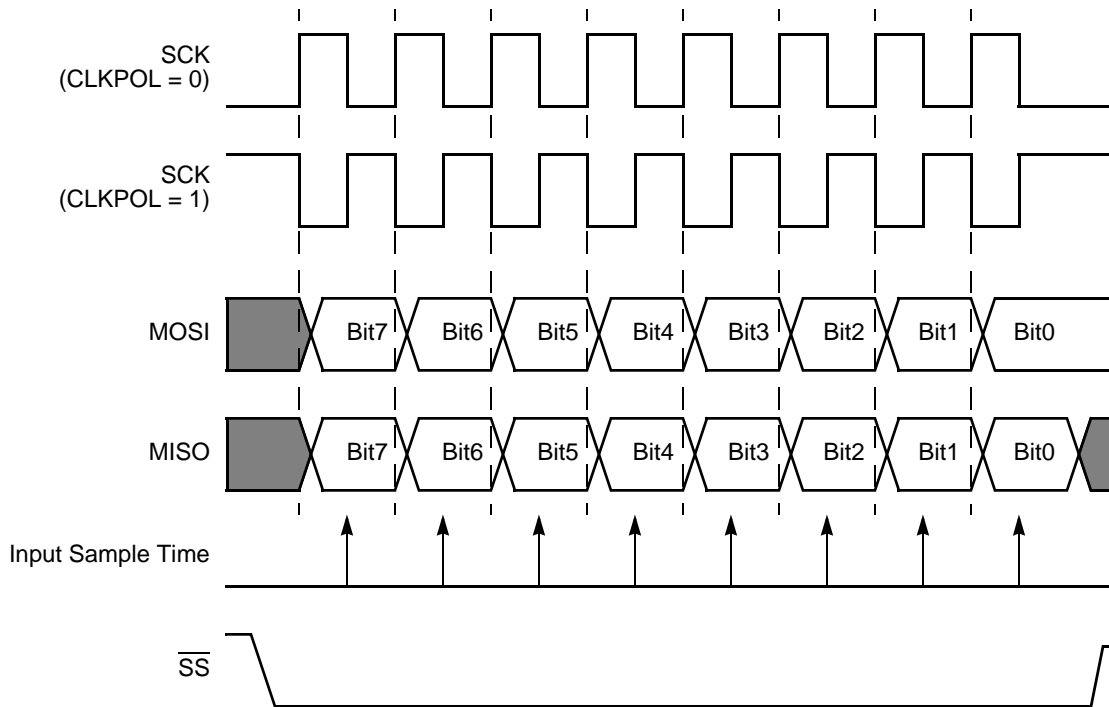 SCK
(CLKPOL = 0)
SCK
(CLKPOL = 1)
MOSI
Bit7 Bit6 Bit5 Bit4 Bit3 Bit2 Bit1 Bit0
MISO
Bit7 Bit6 Bit5 Bit4 Bit3 Bit2 Bit1 Bit0
Input Sample Time
SS